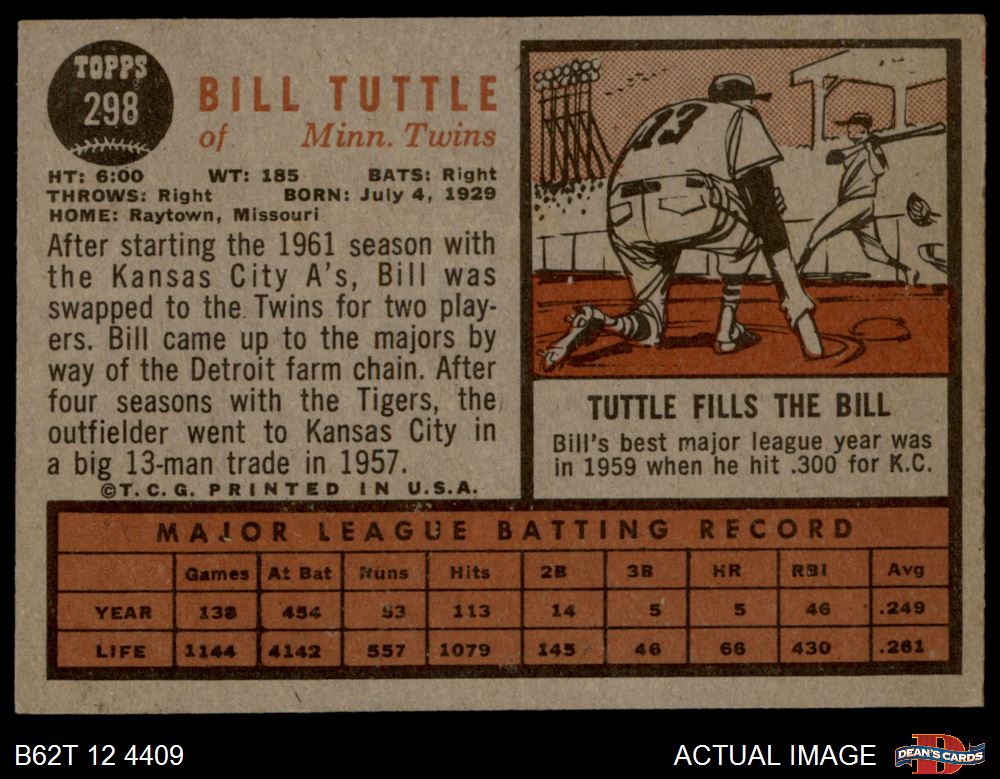 TOPPS
298
BILL TUTTLE
of Minn. Twins
HT: 6:00 WT: 185 BATS: Right
THROWS: Right BORN: July 4, 1929
HOME: Raytown, Missouri
After starting the 1961 season with
the Kansas City A's, Bill was
swapped to the Twins for two play-
ers. Bill came up to the majors by
way of the Detroit farm chain. After
four seasons with the Tigers, the
outfielder went to Kansas City in
a big 13-man trade in 1957.
©T.C.G. PRINTED IN U.S.A.
13
TUTTLE FILLS THE BILL
Bill's best major league year was
in 1959 when he hit .300 for K.C.
MAJOR LEAGUE BATTING RECORD
Games At Bat Runs Hits 2B 3B HR RBI Avg
YEAR 138 454 53 113 14 5 5 46 .249
LIFE 1144 4142 557 1079 145 46 66 430 .261
B62T 12 4409
ACTUAL IMAGE
DEAN'S CARDS